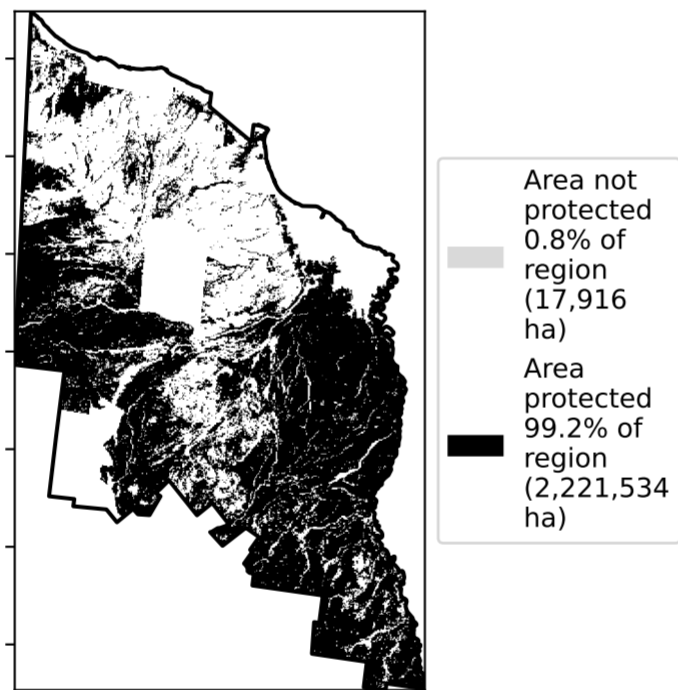 Area not
protected
0.8% of
region
(17,916
ha)
Area
protected
99.2% of
region
(2,221,534
ha)